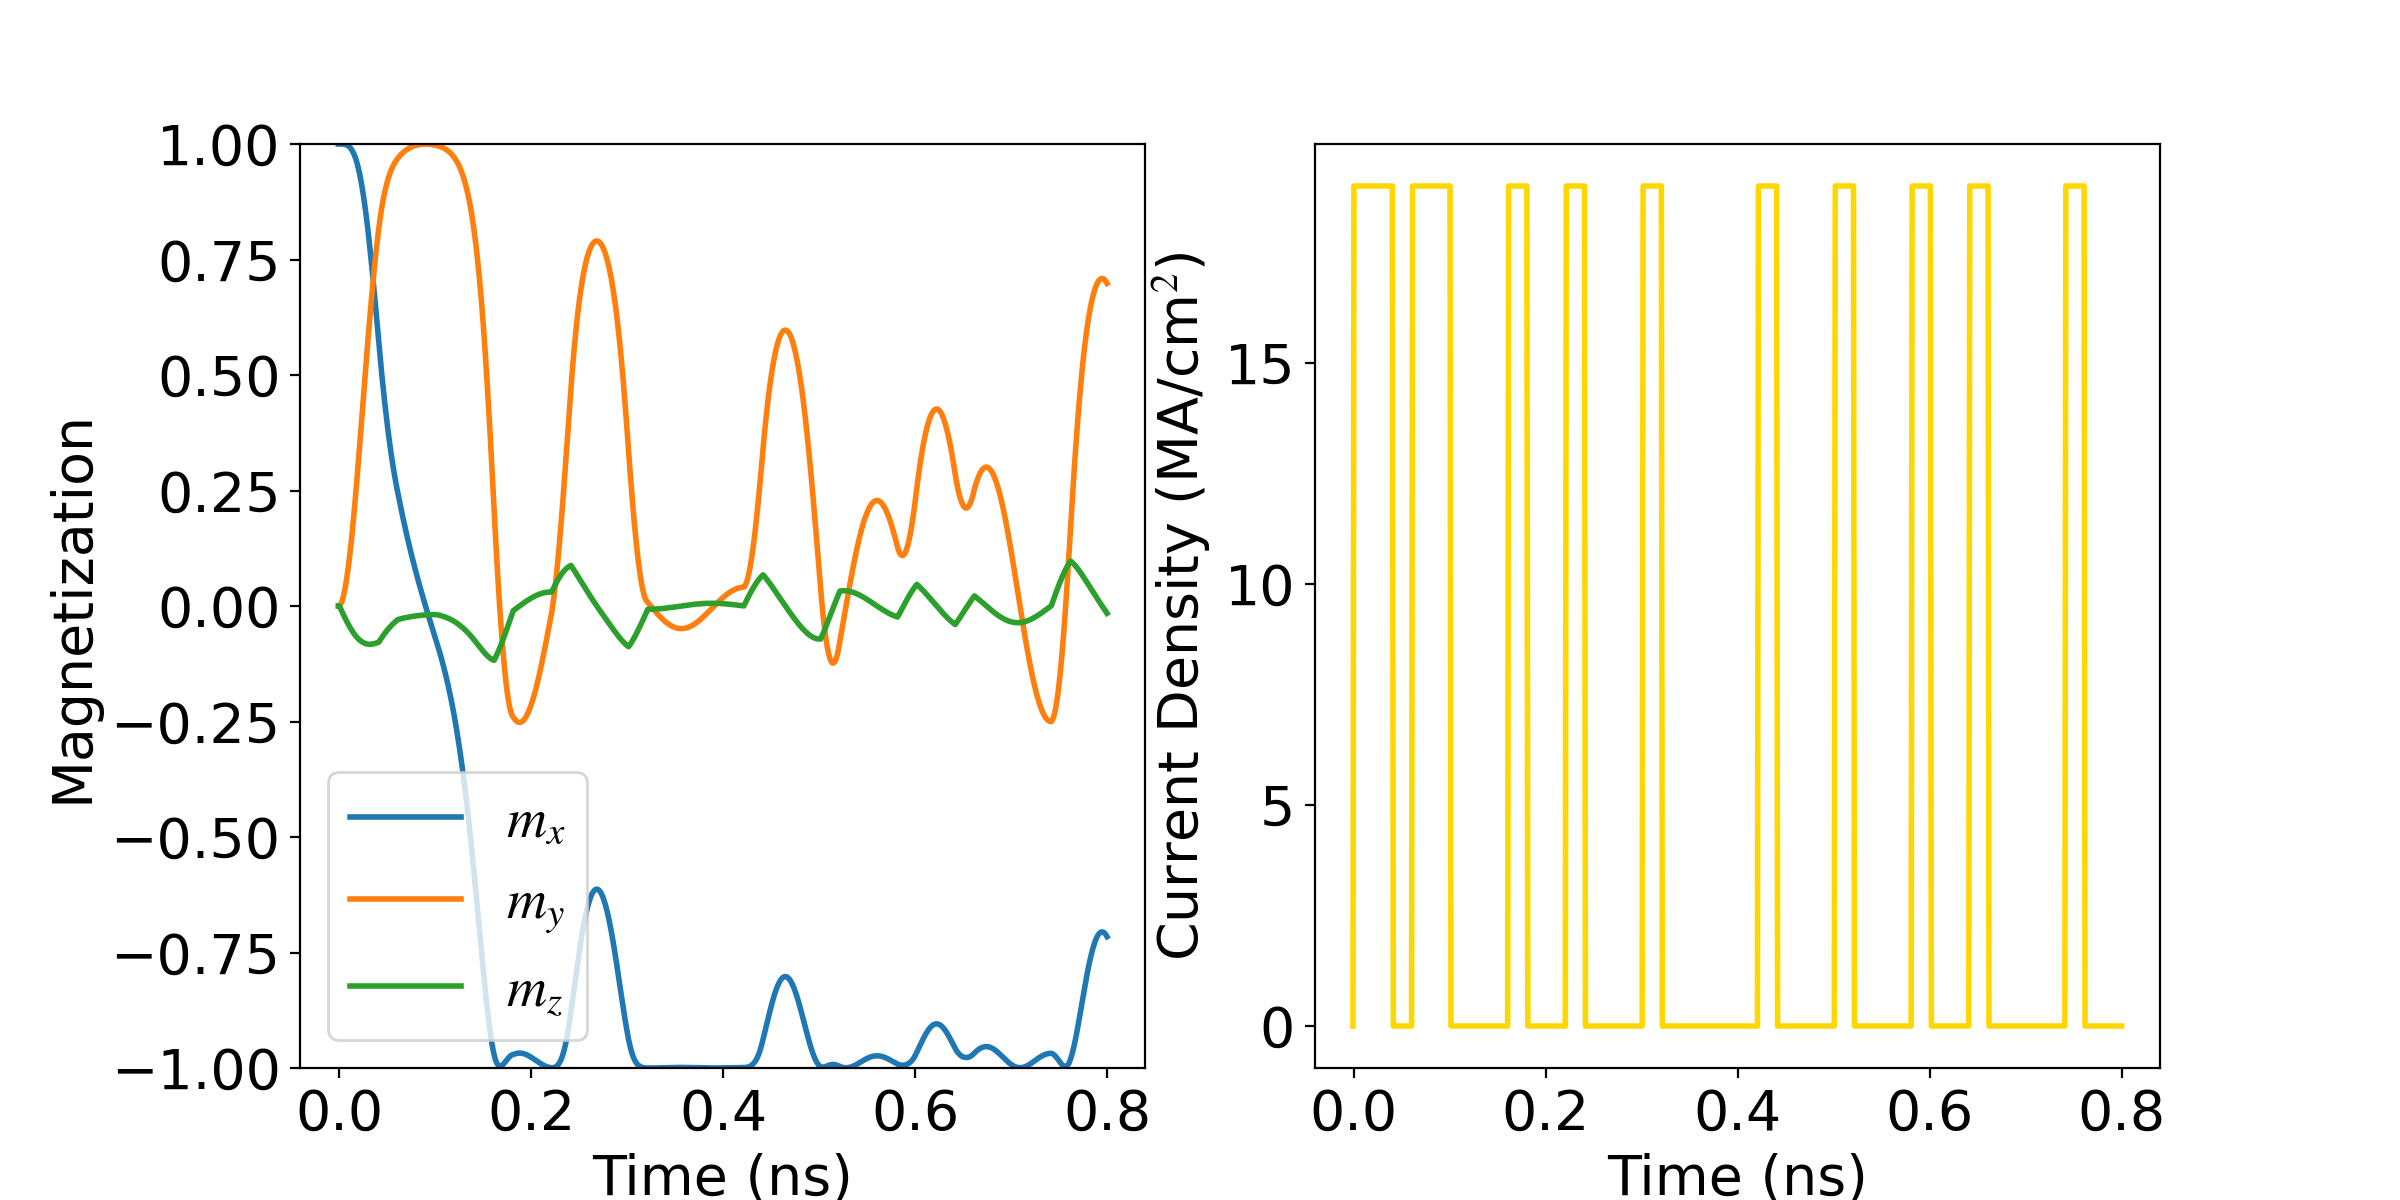 1.00
0.75
0.50
0.25
0.00
−0.25
−0.50
−0.75
−1.00
Magnetization
m_x
m_y
m_z
0.0 0.2 0.4 0.6 0.8
Time (ns)
Current Density (MA/cm²)
15
10
5
0
0.0 0.2 0.4 0.6 0.8
Time (ns)